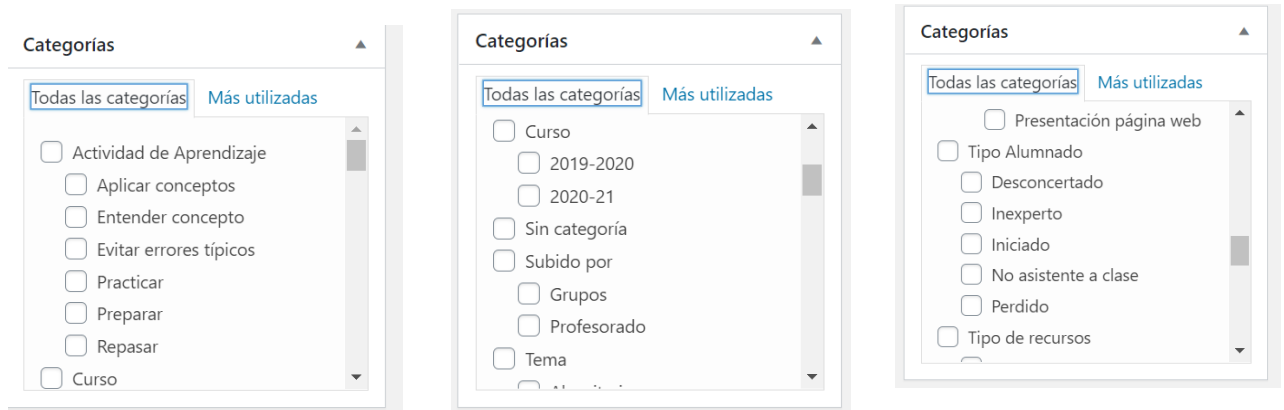 Categorías
Todas las categorías Más utilizadas
Actividad de Aprendizaje
Aplicar conceptos
Entender concepto
Evitar errores típicos
Practicar
Preparar
Repasar
Curso
Categorías
Todas las categorías Más utilizadas
Curso
2019-2020
2020-21
Sin categoría
Subido por
Grupos
Profesorado
Tema
Categorías
Todas las categorías Más utilizadas
Presentación página web
Tipo Alumnado
Desconcertado
Inexperto
Iniciado
No asistente a clase
Perdido
Tipo de recursos